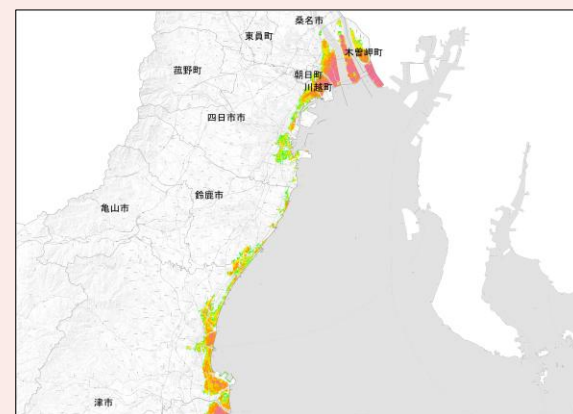 桑名市
東員町
木曽岬町
菰野町
朝日町
川越町
四日市市
鈴鹿市
亀山市
津市